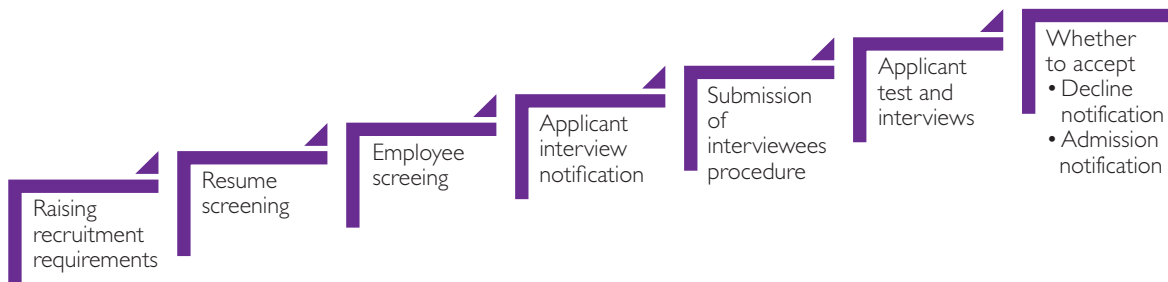 Raising
recruitment
requirements
Resume
screening
Employee
screeing
Applicant
interview
notification
Submission
of
interviewees
procedure
Applicant
test and
interviews
Whether
to accept
• Decline
notification
• Admission
notification